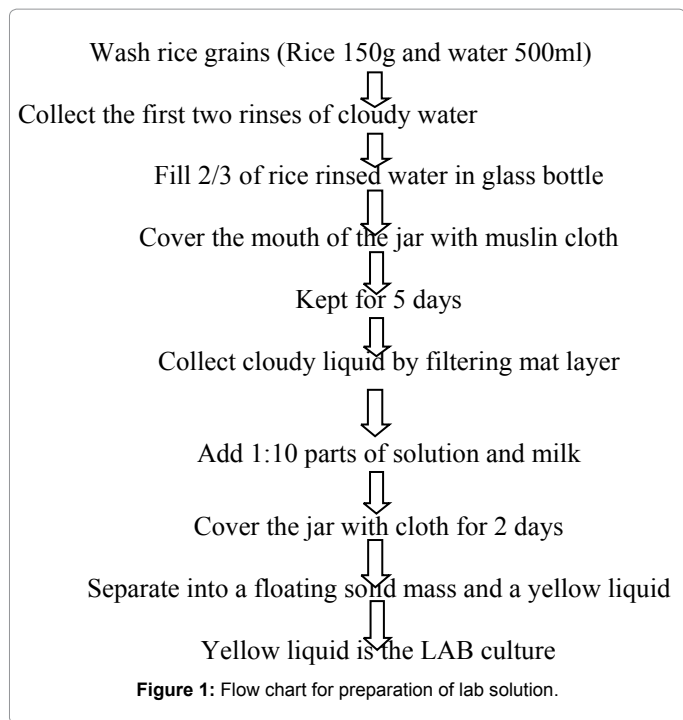 Wash rice grains (Rice 150g and water 500ml)
Collect the first two rinses of cloudy water
Fill 2/3 of rice rinsed water in glass bottle
Cover the mouth of the jar with muslin cloth
Kept for 5 days
Collect cloudy liquid by filtering mat layer
Add 1:10 parts of solution and milk
Cover the jar with cloth for 2 days
Separate into a floating solid mass and a yellow liquid
Yellow liquid is the LAB culture
Figure 1: Flow chart for preparation of lab solution.